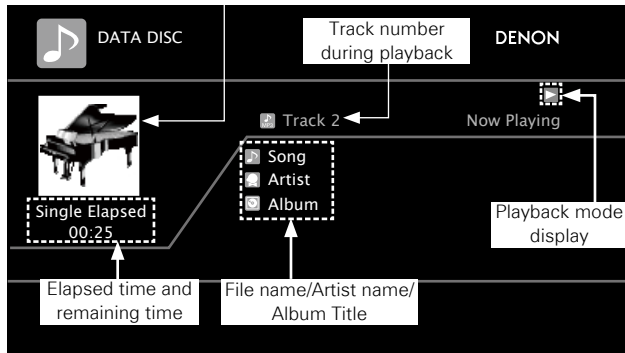 DATA DISC
Track number
during playback
DENON
Track 2
Now Playing
Song
Artist
Album
Single Elapsed
00:25
Playback mode
display
Elapsed time and
remaining time
File name/Artist name/
Album Title